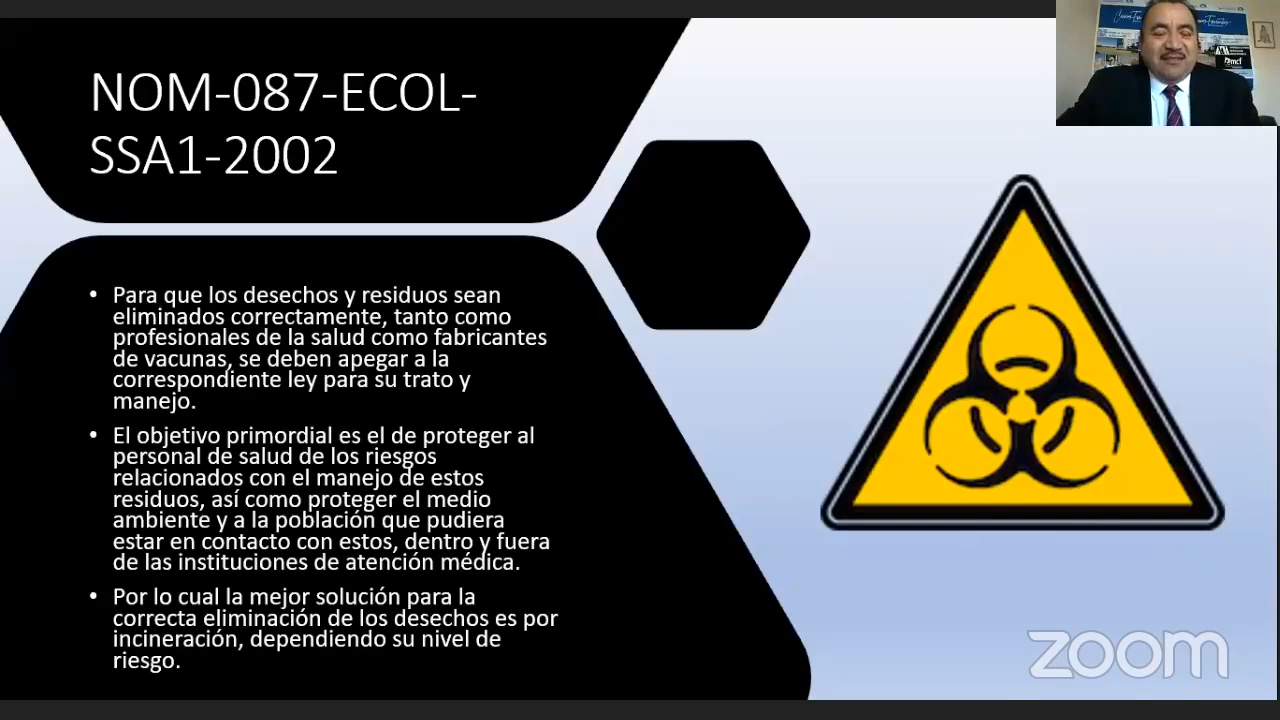 NOM-087-ECOL-
SSA1-2002
• Para que los desechos y residuos sean
eliminados correctamente, tanto como
profesionales de la salud como fabricantes
de vacunas, se deben apegar a la
correspondiente ley para su trato y
manejo.
• El objetivo primordial es el de proteger al
personal de salud de los riesgos
relacionados con el manejo de estos
residuos, así como proteger el medio
ambiente y a la población que pudiera
estar en contacto con estos, dentro y fuera
de las instituciones de atención médica.
• Por lo cual la mejor solución para la
correcta eliminación de los desechos es por
incineración, dependiendo su nivel de
riesgo.
zoom